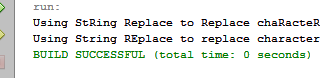 run:
Using StRing Replace to Replace chaRacteR
Using String REplace to replace character
BUILD SUCCESSFUL (total time: 0 seconds)